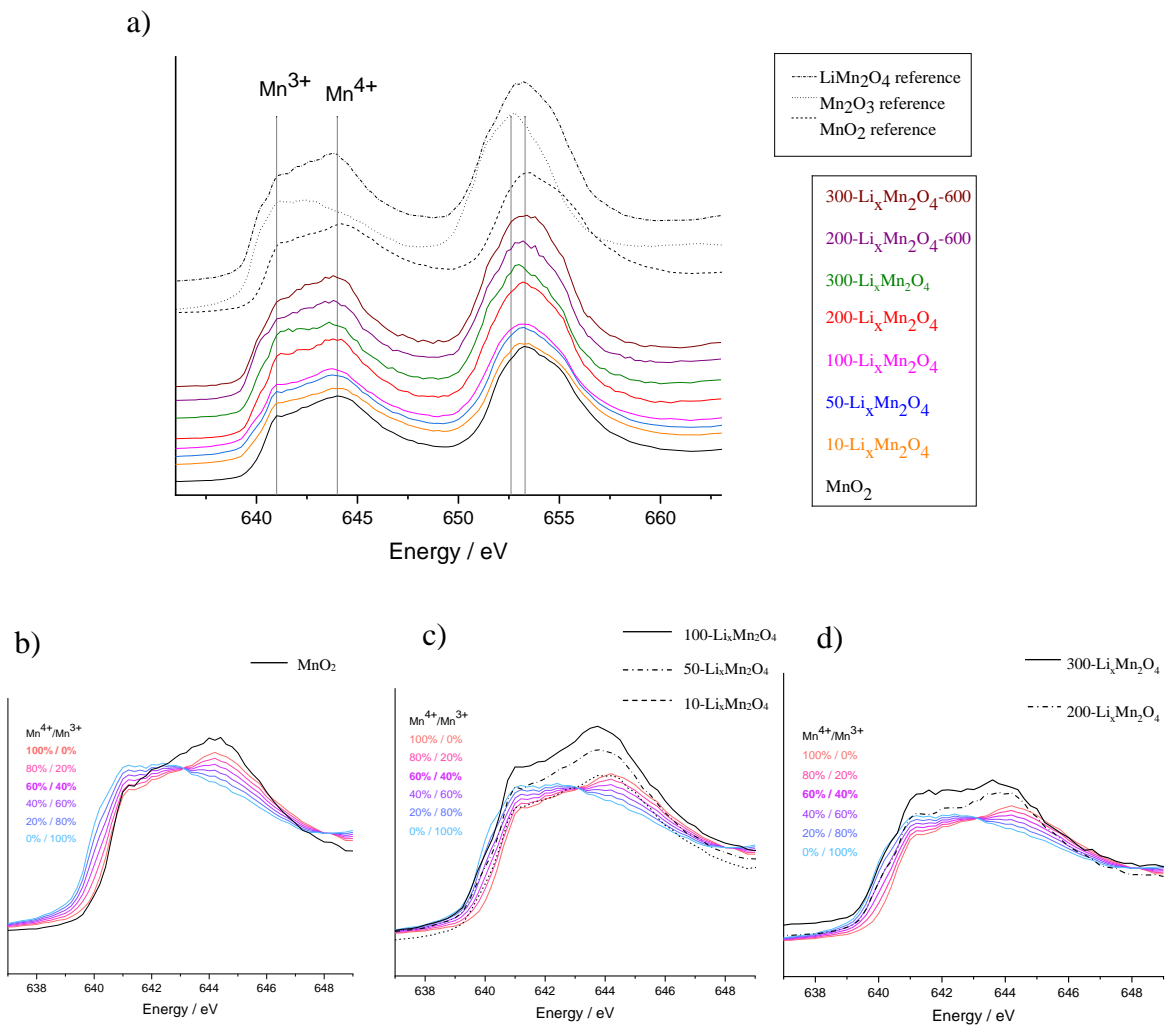 a)
Mn³⁺
Mn⁴⁺
LiMn₂O₄ reference
Mn₂O₃ reference
MnO₂ reference
300-LiₓMn₂O₄-600
200-LiₓMn₂O₄-600
300-LiₓMn₂O₄
200-LiₓMn₂O₄
100-LiₓMn₂O₄
50-LiₓMn₂O₄
10-LiₓMn₂O₄
MnO₂
640 645 650 655 660
Energy / eV
b)
MnO₂
Mn⁴⁺/Mn³⁺
100% / 0%
80% / 20%
60% / 40%
40% / 60%
20% / 80%
0% / 100%
638 640 642 644 646 648
Energy / eV
c)
100-LiₓMn₂O₄
50-LiₓMn₂O₄
10-LiₓMn₂O₄
Mn⁴⁺/Mn³⁺
100% / 0%
80% / 20%
60% / 40%
40% / 60%
20% / 80%
0% / 100%
638 640 642 644 646 648
Energy / eV
d)
300-LiₓMn₂O₄
200-LiₓMn₂O₄
Mn⁴⁺/Mn³⁺
100% / 0%
80% / 20%
60% / 40%
40% / 60%
20% / 80%
0% / 100%
638 640 642 644 646 648
Energy / eV